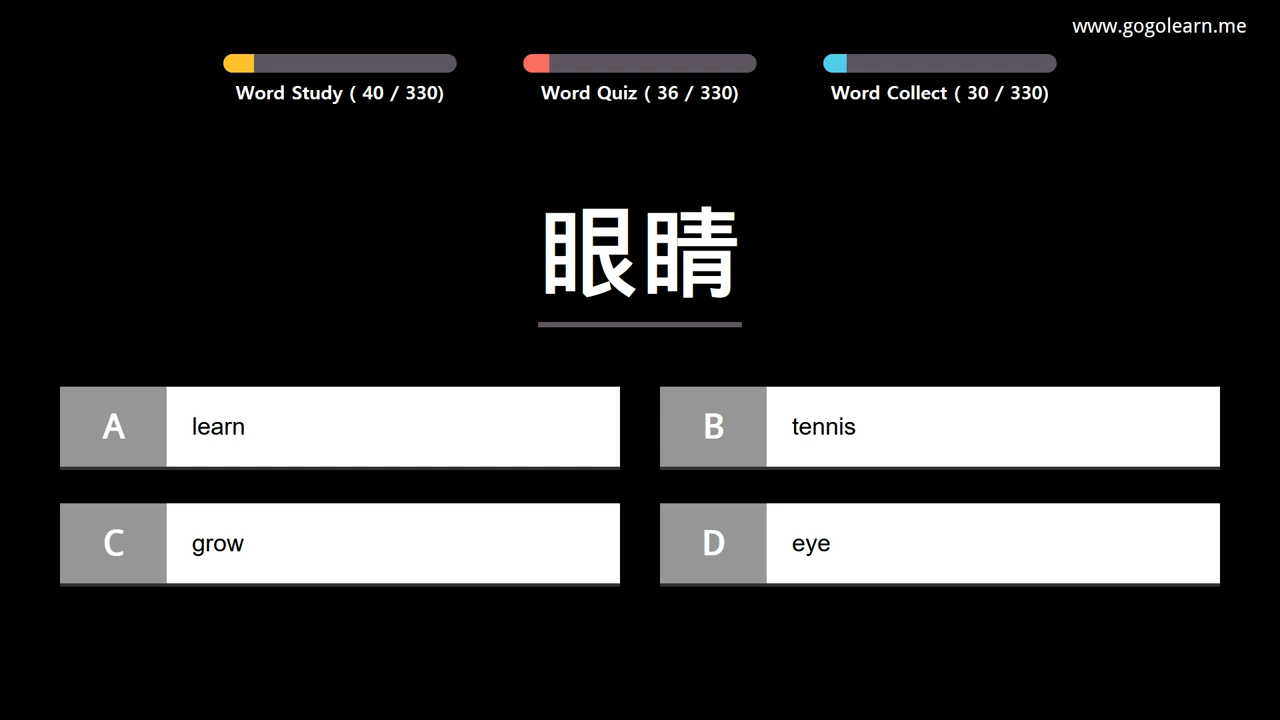 www.gogolearn.me
Word Study ( 40 / 330)
Word Quiz ( 36 / 330)
Word Collect ( 30 / 330)
眼睛
A learn
B tennis
C grow
D eye